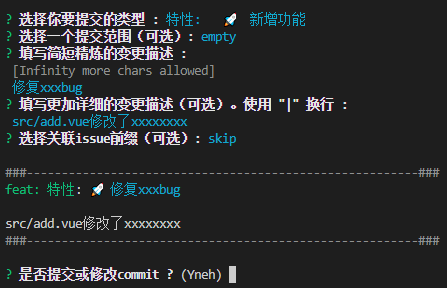 ? 选择你要提交的类型 : 特性: 🚀 新增功能
? 选择一个提交范围（可选）: empty
? 填写简短精炼的变更描述 :
[Infinity more chars allowed]
修复xxxbug
? 填写更加详细的变更描述（可选）。使用 "|" 换行 :
src/add.vue修改了xxxxxxxx
? 选择关联issue前缀（可选）: skip
###--------------------------------------------------------###
feat: 特性: 🚀 修复xxxbug
src/add.vue修改了xxxxxxxx
###--------------------------------------------------------###
? 是否提交或修改commit ? (Yneh)